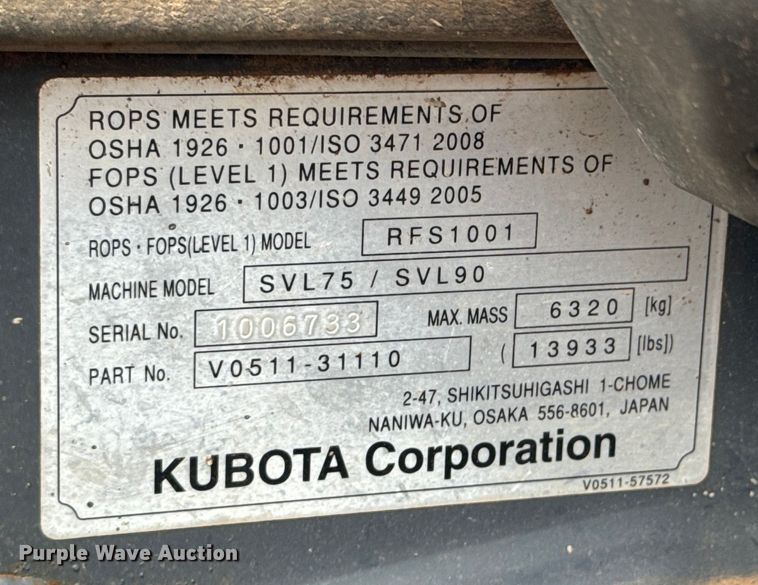 ROPS MEETS REQUIREMENTS OF
OSHA 1926・1001/ISO 3471 2008
FOPS (LEVEL 1) MEETS REQUIREMENTS OF
OSHA 1926・1003/ISO 3449 2005
ROPS・FOPS(LEVEL 1) MODEL RFS1001
MACHINE MODEL SVL75 / SVL90
SERIAL No. 1006733 MAX. MASS 6320 [kg]
PART No. V0511-31110 (13933 [lbs])
2-47, SHIKITSUHIGASHI 1-CHOME
NANIWA-KU, OSAKA 556-8601, JAPAN
KUBOTA Corporation
V0511-57572
Purple Wave Auction